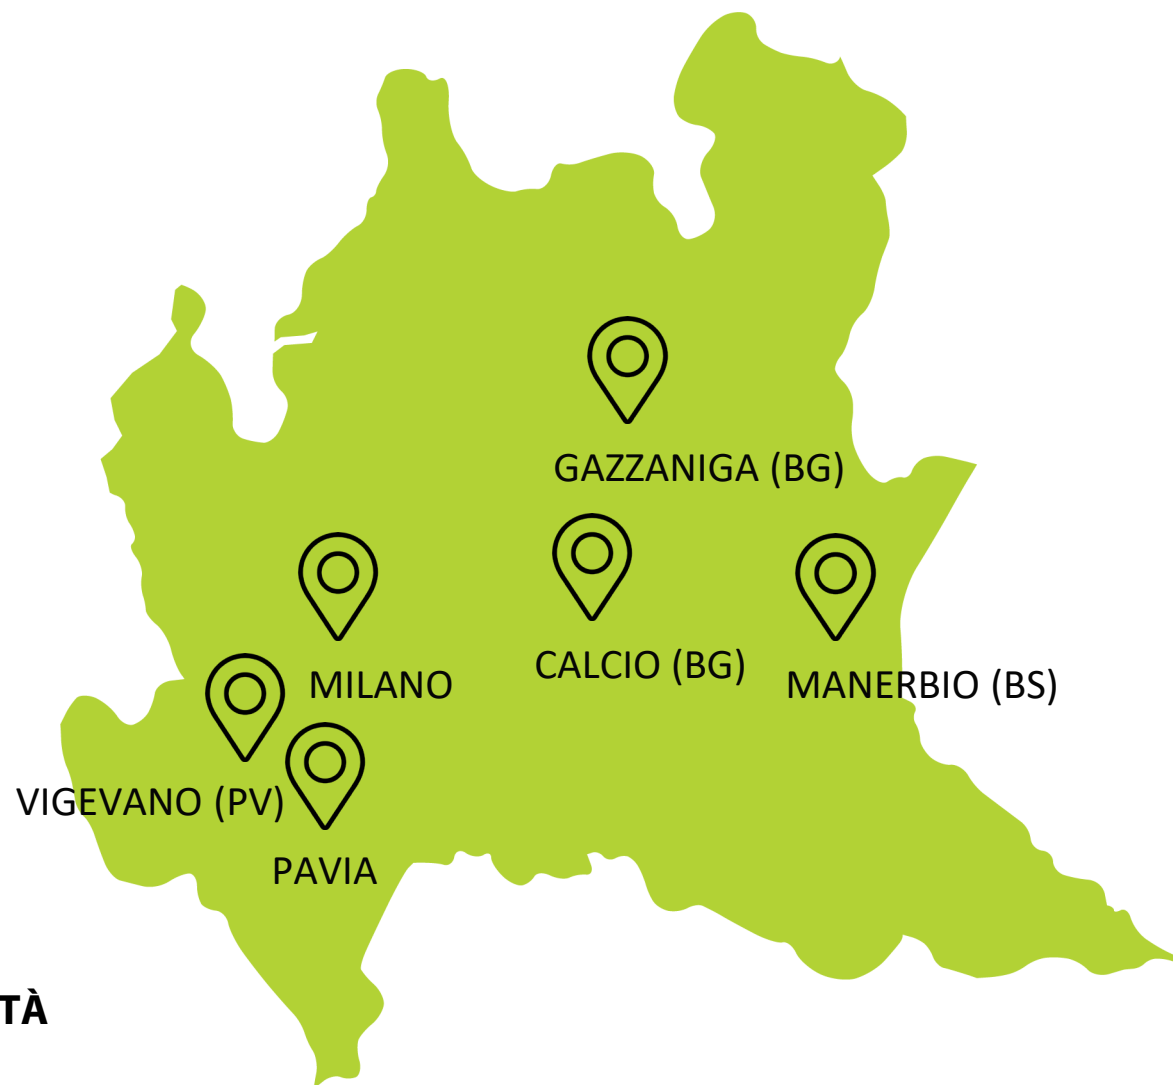 GAZZANIGA (BG)
CALCIO (BG)
MILANO
MANERBIO (BS)
VIGEVANO (PV)
PAVIA
TÀ